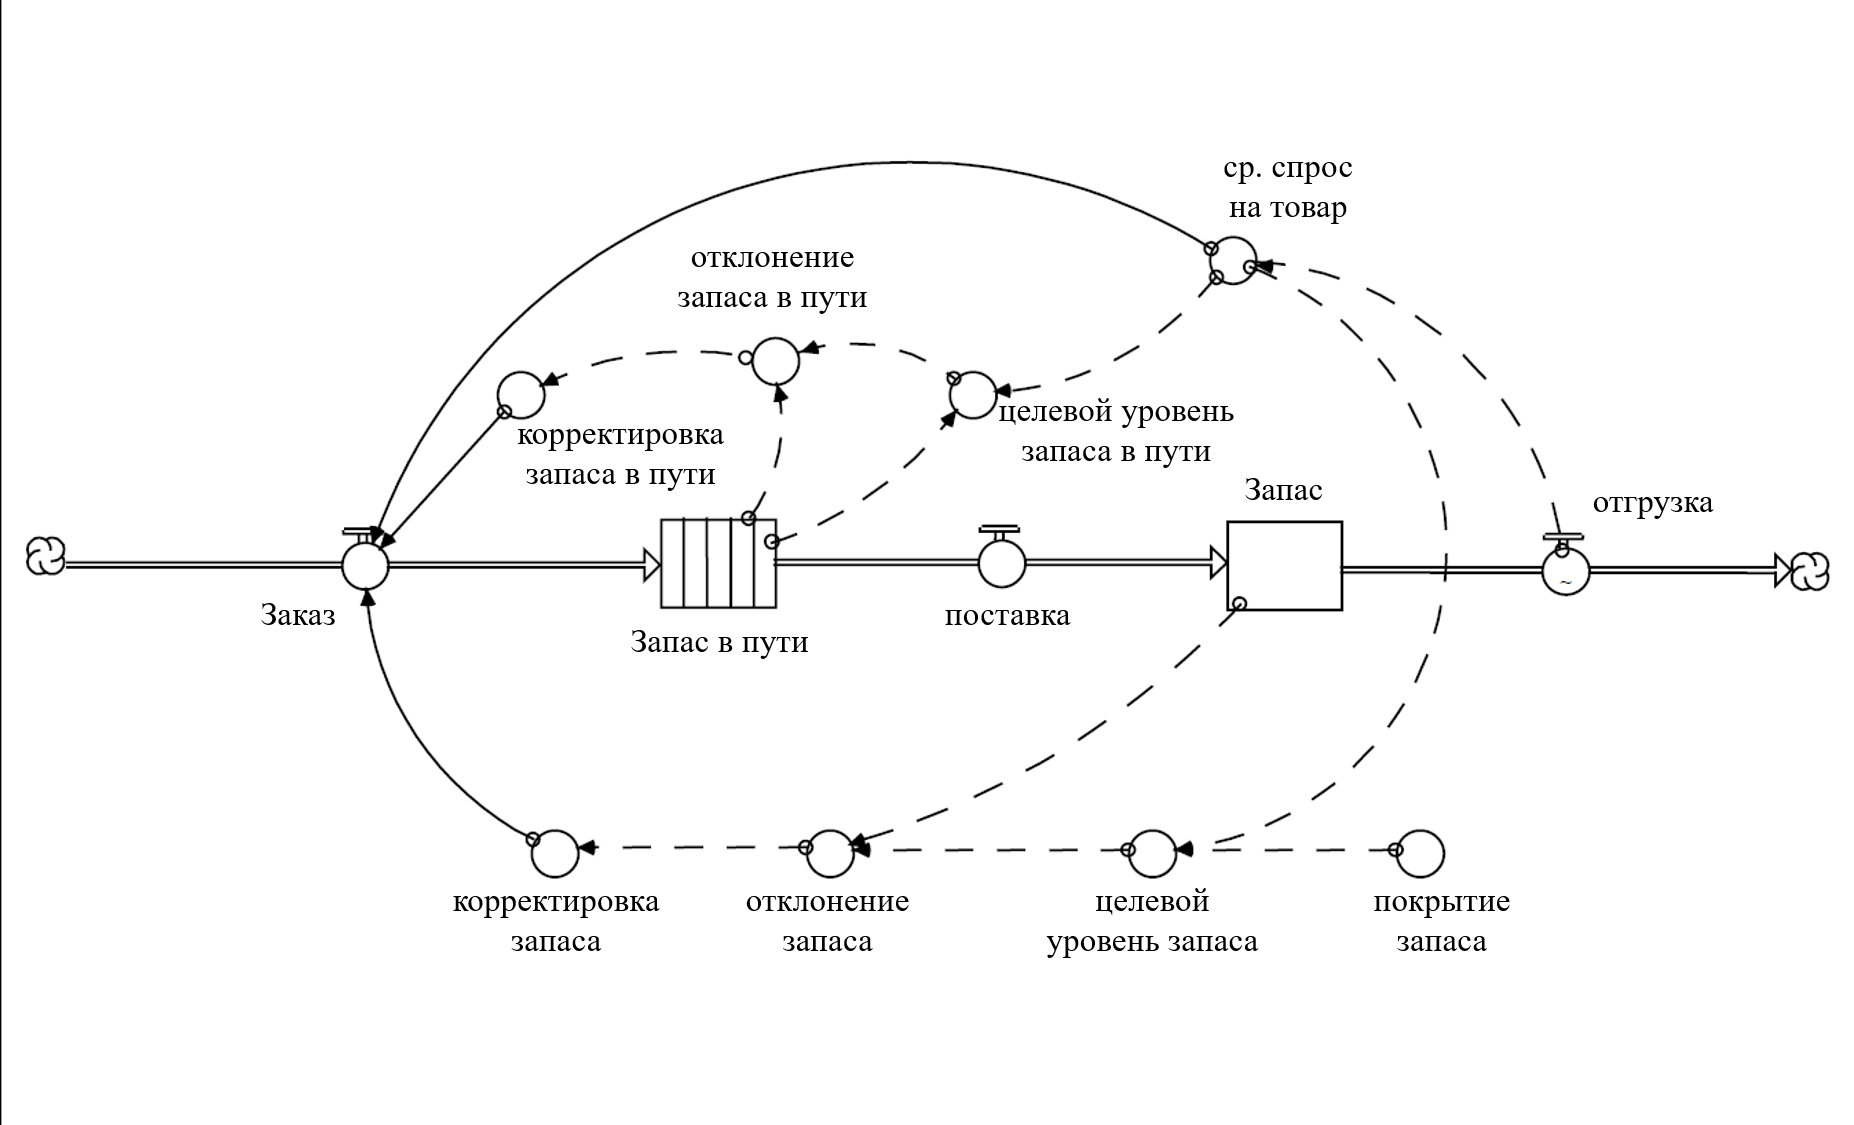 ср. спрос
на товар
отклонение
запаса в пути
целевой уровень
запаса в пути
корректировка
запаса в пути
Запас
отгрузка
~
Заказ
Запас в пути
поставка
корректировка
запаса
отклонение
запаса
целевой
уровень запаса
покрытие
запаса